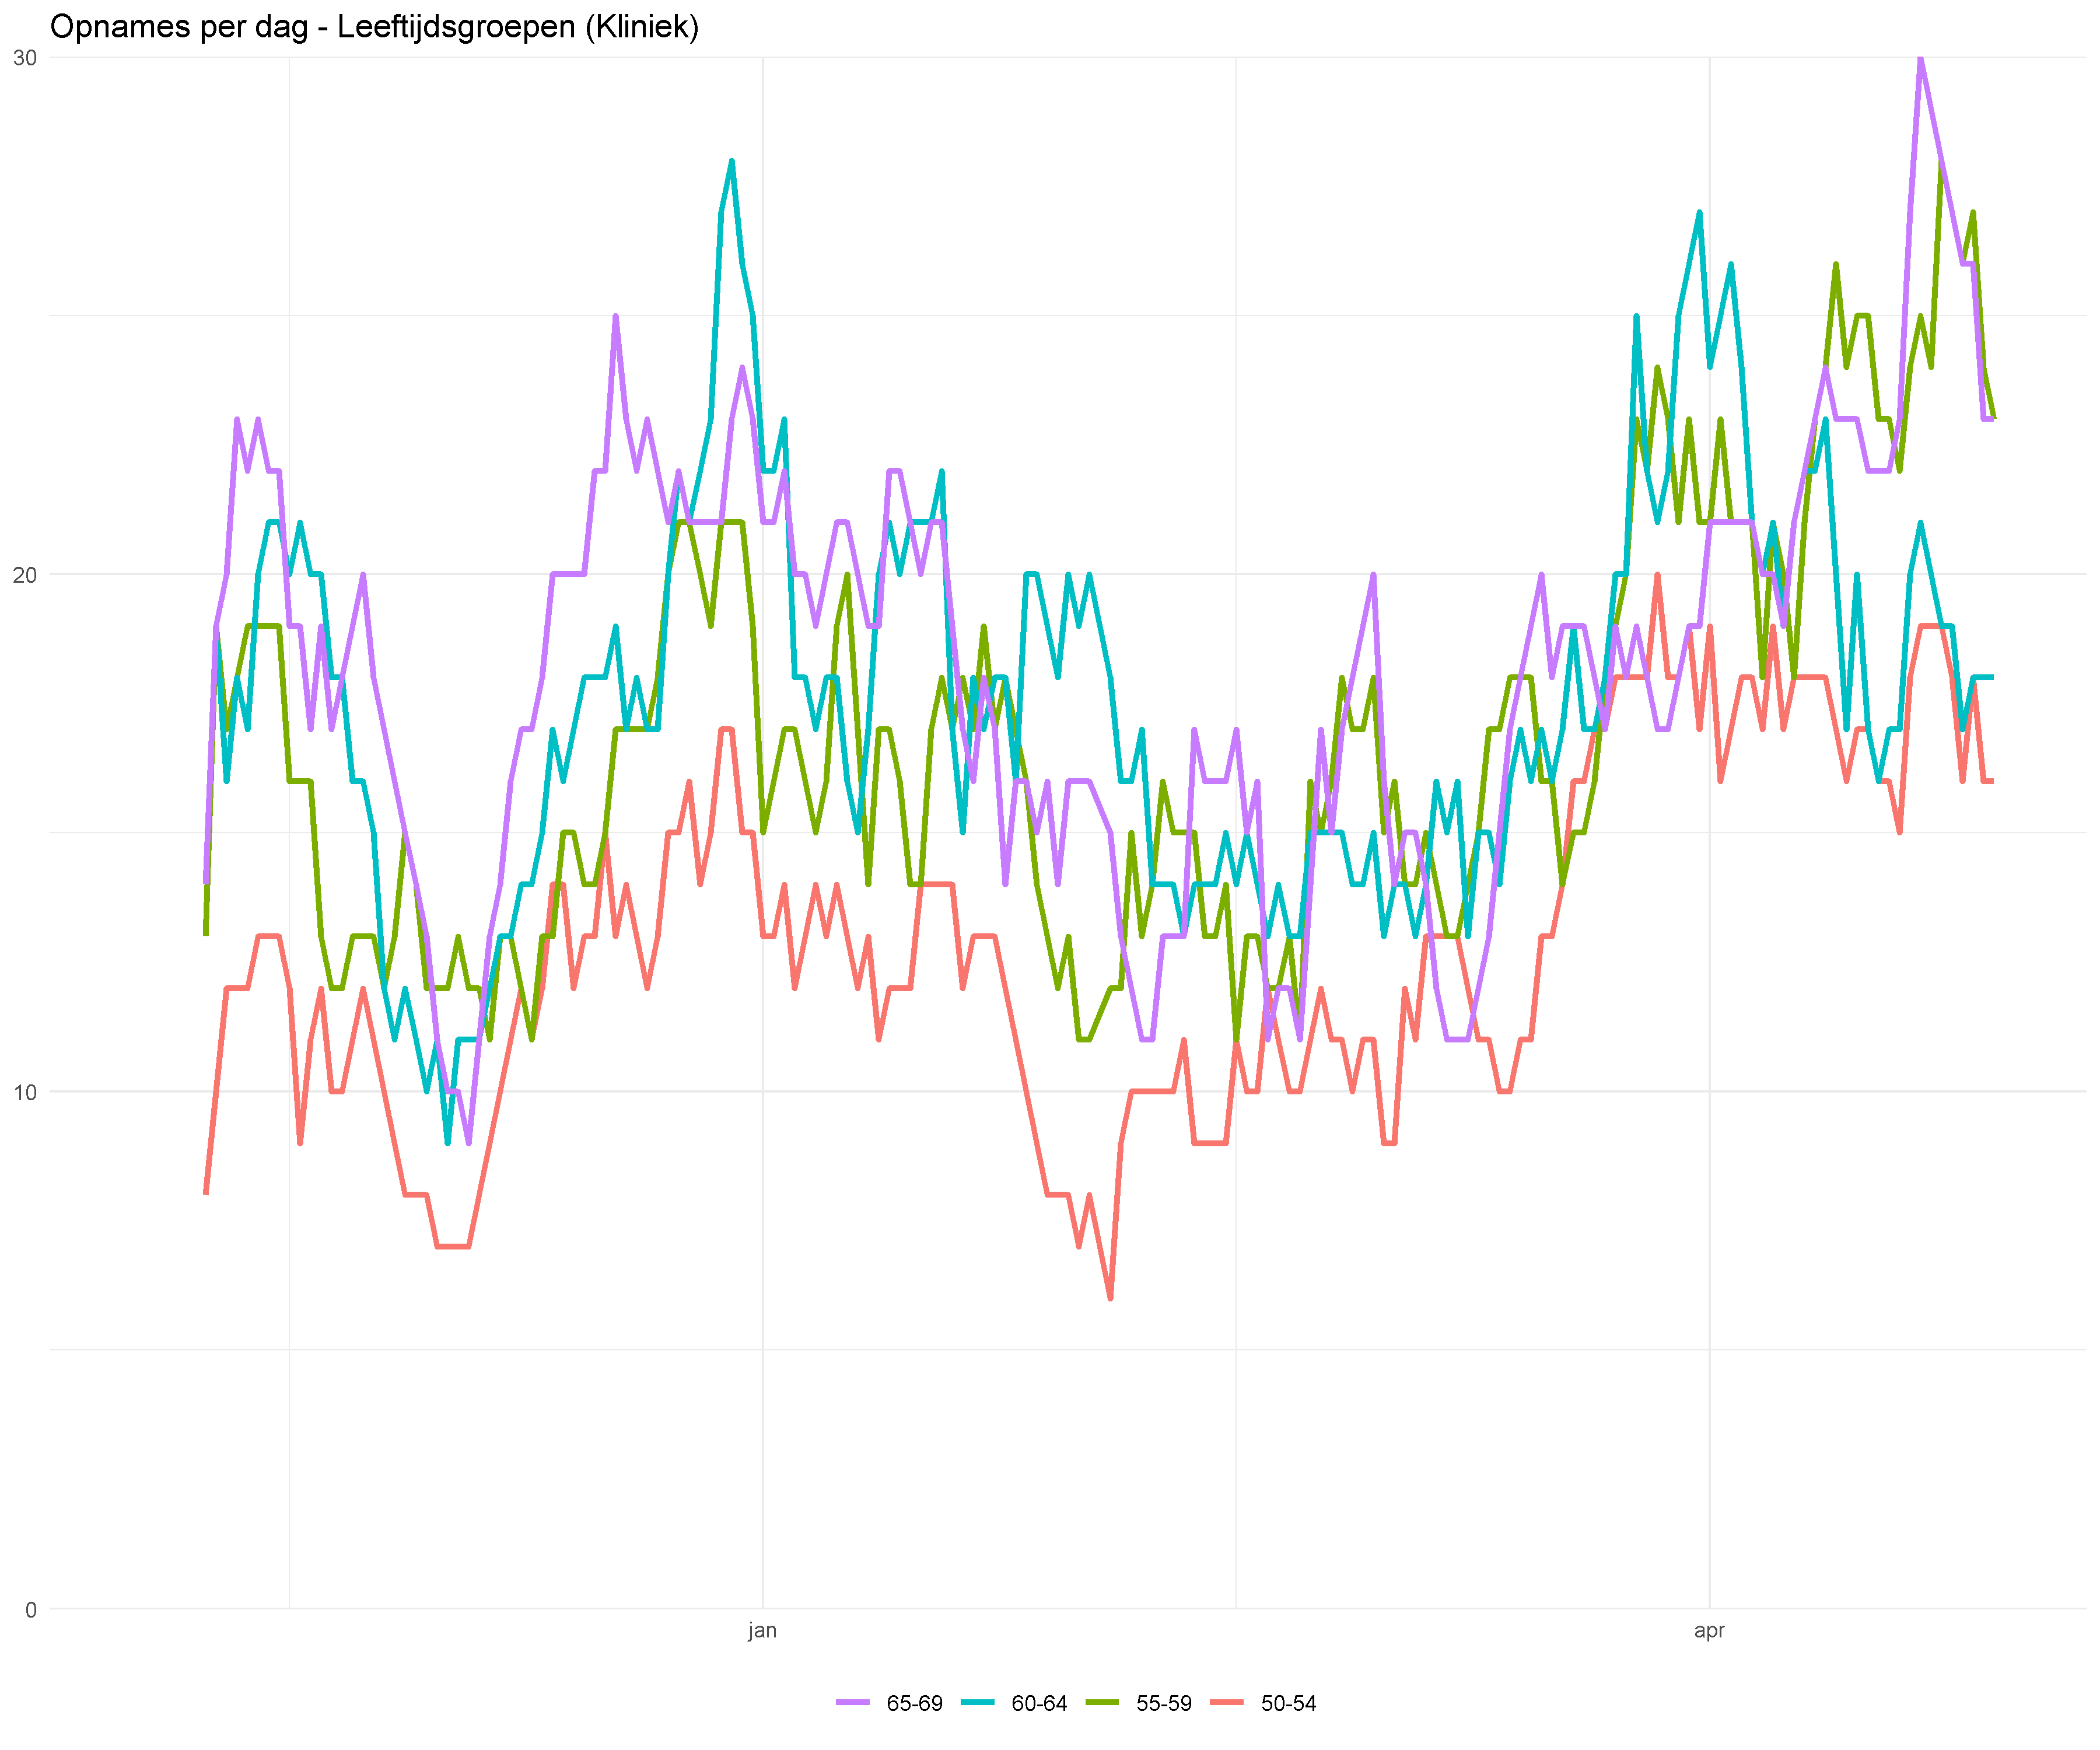 Opnames per dag - Leeftijdsgroepen (Kliniek)
30
20
10
0
jan apr
65-69 60-64 55-59 50-54